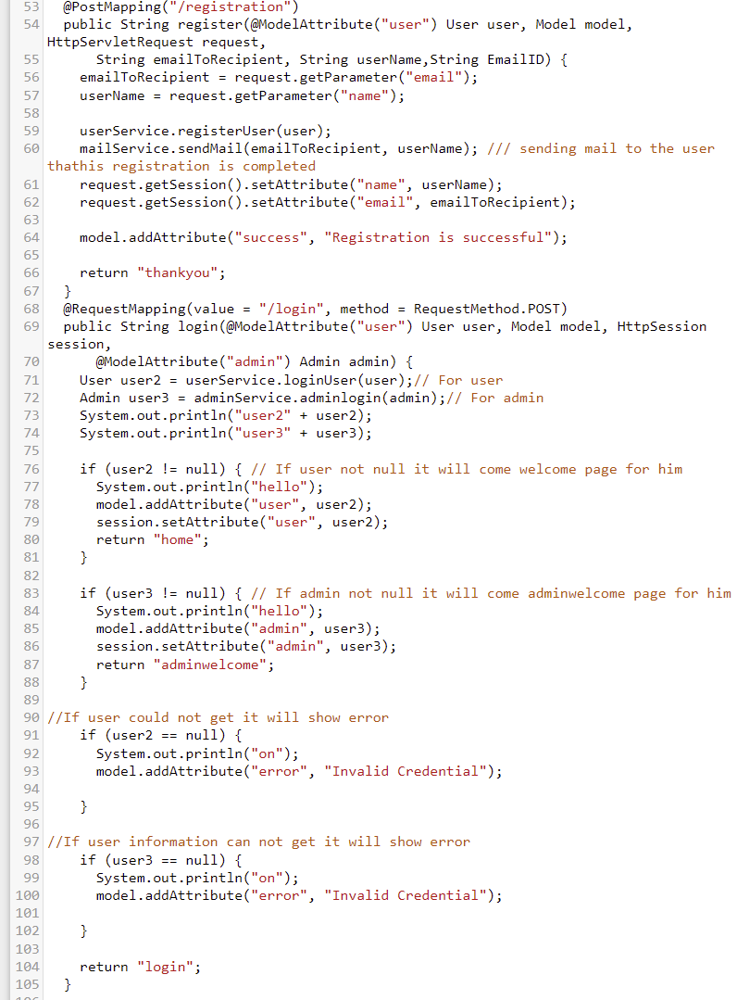 53 @PostMapping("/registration")
54 public String register(@ModelAttribute("user") User user, Model model,
HttpServletRequest request,
55 String emailToRecipient, String userName,String EmailID) {
56 emailToRecipient = request.getParameter("email");
57 userName = request.getParameter("name");
58
59 userService.registerUser(user);
60 mailService.sendMail(emailToRecipient, userName); /// sending mail to the user
thathis registration is completed
61 request.getSession().setAttribute("name", userName);
62 request.getSession().setAttribute("email", emailToRecipient);
63
64 model.addAttribute("success", "Registration is successful");
65
66 return "thankyou";
67 }
68 @RequestMapping(value = "/login", method = RequestMethod.POST)
69 public String login(@ModelAttribute("user") User user, Model model, HttpSession
session,
70 @ModelAttribute("admin") Admin admin) {
71 User user2 = userService.loginUser(user);// For user
72 Admin user3 = adminService.adminlogin(admin);// For admin
73 System.out.println("user2" + user2);
74 System.out.println("user3" + user3);
75
76 if (user2 != null) { // If user not null it will come welcome page for him
77 System.out.println("hello");
78 model.addAttribute("user", user2);
79 session.setAttribute("user", user2);
80 return "home";
81 }
82
83 if (user3 != null) { // If admin not null it will come adminwelcome page for him
84 System.out.println("hello");
85 model.addAttribute("admin", user3);
86 session.setAttribute("admin", user3);
87 return "adminwelcome";
88 }
89
90 //If user could not get it will show error
91 if (user2 == null) {
92 System.out.println("on");
93 model.addAttribute("error", "Invalid Credential");
94
95 }
96
97 //If user information can not get it will show error
98 if (user3 == null) {
99 System.out.println("on");
100 model.addAttribute("error", "Invalid Credential");
101
102 }
103
104 return "login";
105 }